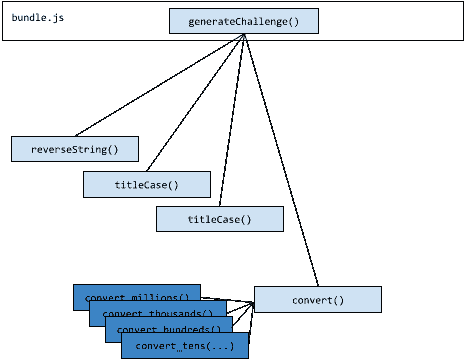 bundle.js
generateChallenge()
reverseString()
titleCase()
titleCase()
convert_millions()
convert()
convert_thousands()
convert_hundreds()
convert_tens(...)